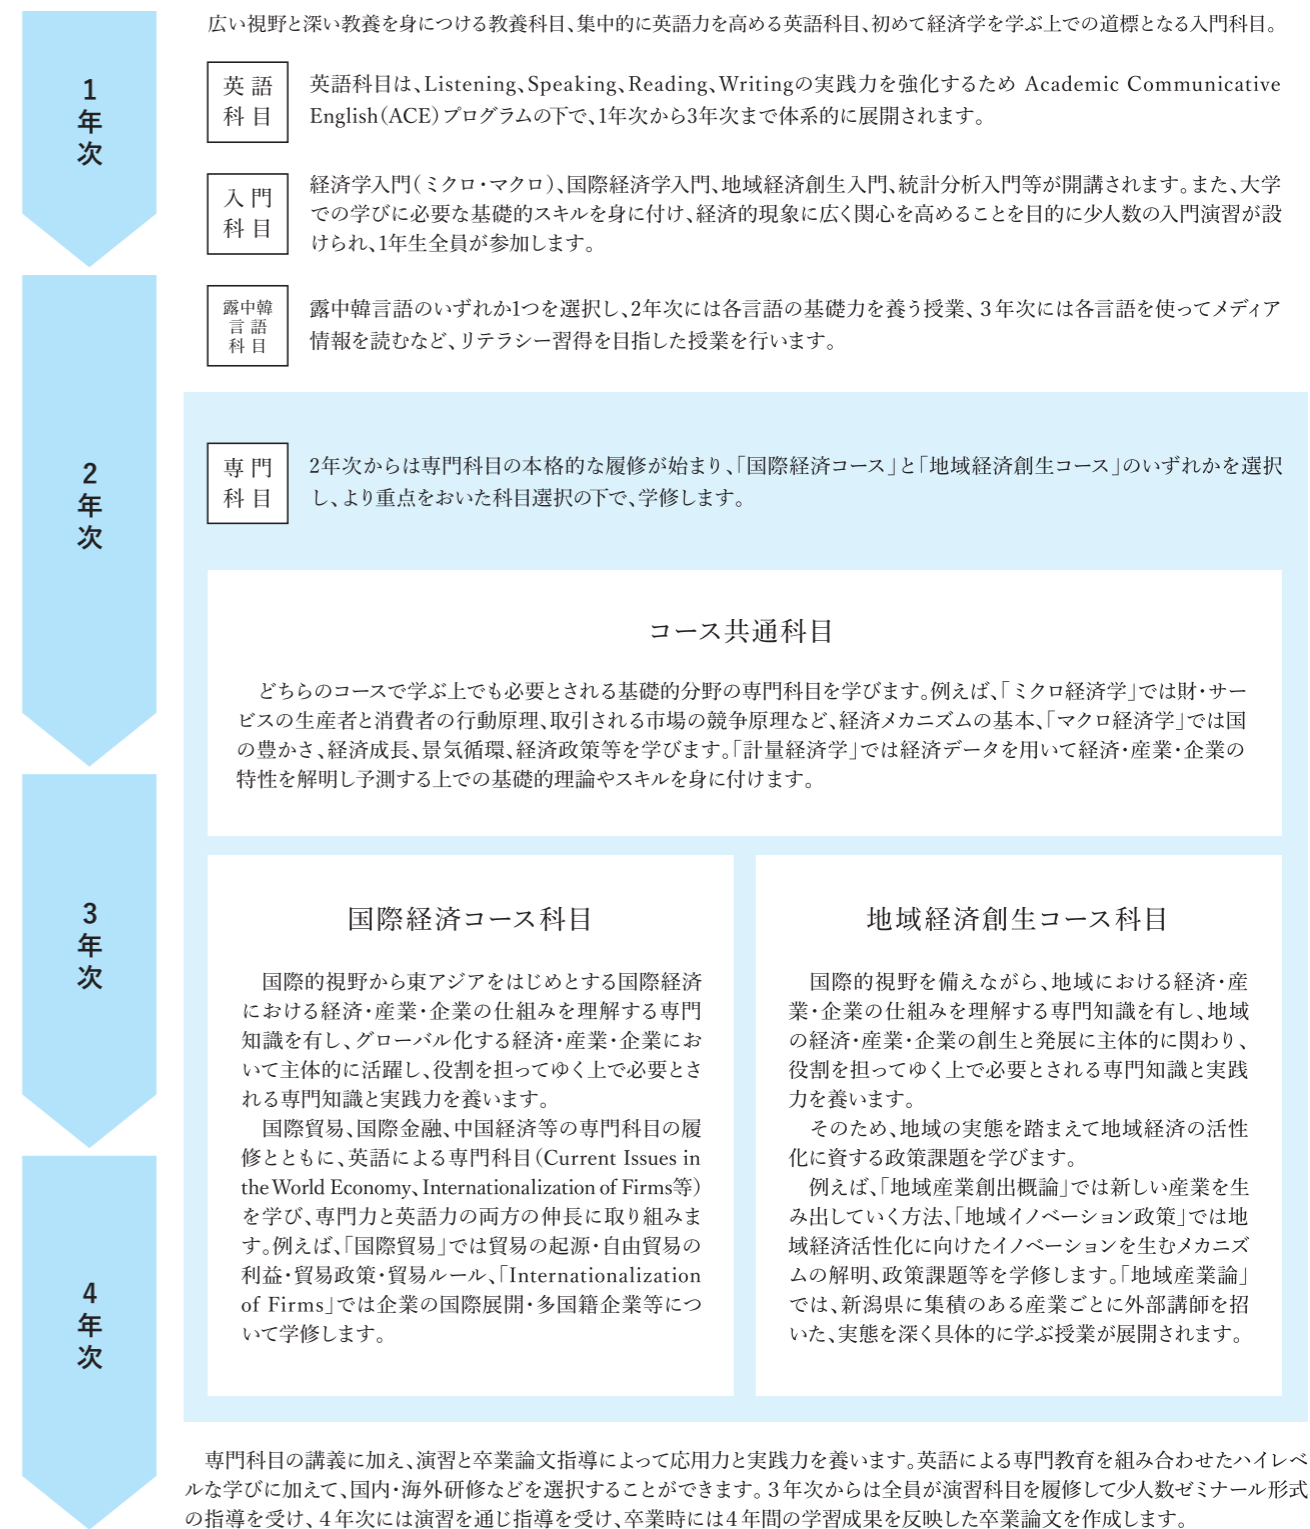 広い視野と深い教養を身につける教養科目、集中的に英語力を高める英語科目、初めて経済学を学ぶ上での道標となる入門科目。
1年次
英語
科目
英語科目は、Listening、Speaking、Reading、Writingの実践力を強化するため Academic Communicative
English（ACE）プログラムの下で、1年次から3年次まで体系的に展開されます。
入門
科目
経済学入門（ミクロ・マクロ）、国際経済学入門、地域経済創生入門、統計分析入門等が開講されます。また、大学
での学びに必要な基礎的スキルを身に付け、経済的現象に広く関心を高めることを目的に少人数の入門演習が設
けられ、1年生全員が参加します。
2年次
露中韓
言語
科目
露中韓言語のいずれか1つを選択し、2年次には各言語の基礎力を養う授業、3年次には各言語を使ってメディア
情報を読むなど、リテラシー習得を目指した授業を行います。
専門
科目
2年次からは専門科目の本格的な履修が始まり、「国際経済コース」と「地域経済創生コース」のいずれかを選択
し、より重点をおいた科目選択の下で、学修します。
コース共通科目
どちらのコースで学ぶ上でも必要とされる基礎的分野の専門科目を学びます。例えば、「ミクロ経済学」では財・サー
ビスの生産者と消費者の行動原理、取引される市場の競争原理など、経済メカニズムの基本、「マクロ経済学」では国
の豊かさ、経済成長、景気循環、経済政策等を学びます。「計量経済学」では経済データを用いて経済・産業・企業の
特性を解明し予測する上での基礎的理論やスキルを身に付けます。
3年次
国際経済コース科目
国際的視野から東アジアをはじめとする国際経済
における経済・産業・企業の仕組みを理解する専門
知識を有し、グローバル化する経済・産業・企業にお
いて主体的に活躍し、役割を担ってゆく上で必要とさ
れる専門知識と実践力を養います。
国際貿易、国際金融、中国経済等の専門科目の履
修とともに、英語による専門科目（Current Issues in
the World Economy、Internationalization of Firms等）
を学び、専門力と英語力の両方の伸長に取り組みま
す。例えば、「国際貿易」では貿易の起源・自由貿易の
利益・貿易政策・貿易ルール、「Internationalization
of Firms」では企業の国際展開・多国籍企業等につ
いて学修します。
地域経済創生コース科目
国際的視野を備えながら、地域における経済・産
業・企業の仕組みを理解する専門知識を有し、地域
の経済・産業・企業の創生と発展に主体的に関わり、
役割を担ってゆく上で必要とされる専門知識と実践
力を養います。
そのため、地域の実態を踏まえて地域経済の活性
化に資する政策課題を学びます。
例えば、「地域産業創出概論」では新しい産業を生
み出していく方法、「地域イノベーション政策」では地
域経済活性化に向けたイノベーションを生むメカニズ
ムの解明、政策課題等を学修します。「地域産業論」
では、新潟県に集積のある産業ごとに外部講師を招
いた、実態を深く具体的に学ぶ授業が展開されます。
4年次
専門科目の講義に加え、演習と卒業論文指導によって応用力と実践力を養います。英語による専門教育を組み合わせたハイレベ
ルな学びに加えて、国内・海外研修などを選択することができます。3年次からは全員が演習科目を履修して少人数ゼミナール形式
の指導を受け、4年次には演習を通じ指導を受け、卒業時には4年間の学習成果を反映した卒業論文を作成します。